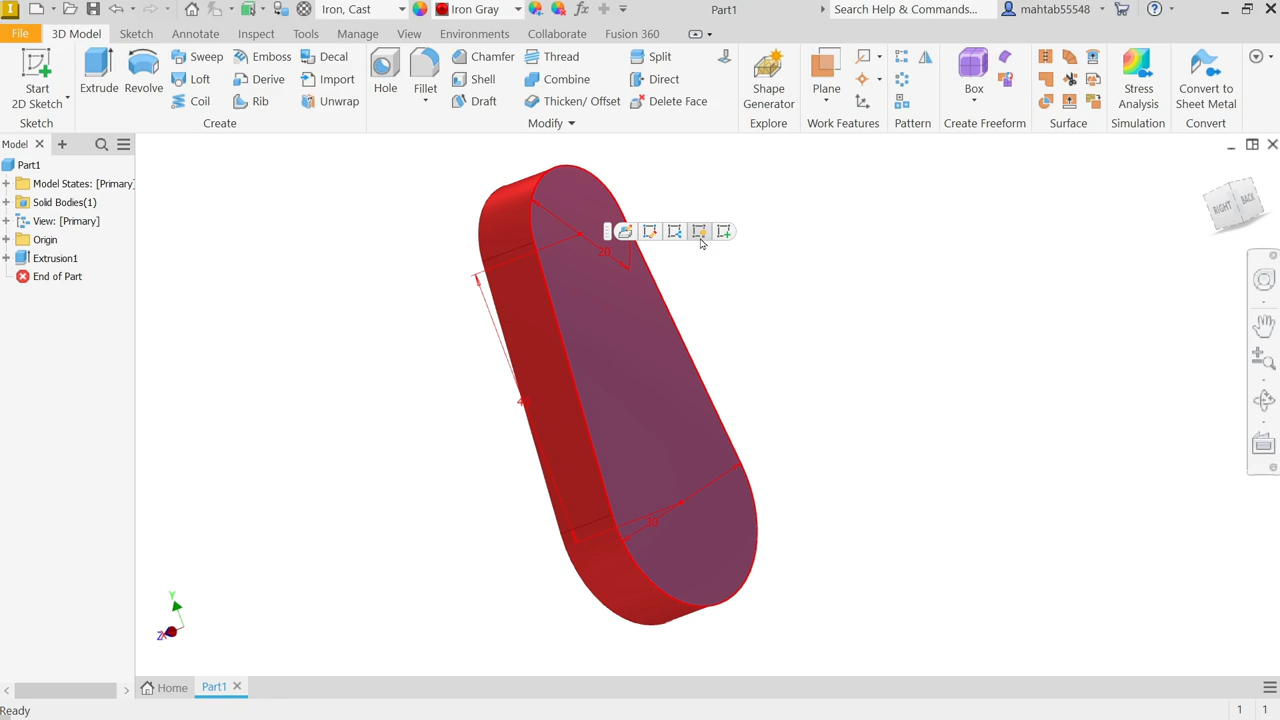 Iron, Cast
Iron Gray
Part1
Search Help & Commands...
mahtab55548
File
3D Model
Sketch
Annotate
Inspect
Tools
Manage
View
Environments
Collaborate
Fusion 360
Start
2D Sketch
Extrude
Revolve
Sweep
Loft
Coil
Emboss
Derive
Rib
Decal
Import
Unwrap
Hole
Fillet
Chamfer
Shell
Draft
Thread
Combine
Thicken/ Offset
Split
Direct
Delete Face
Shape
Generator
Plane
Box
Stress
Analysis
Convert to
Sheet Metal
Sketch
Create
Modify
Explore
Work Features
Pattern
Create Freeform
Surface
Simulation
Convert
Model
Part1
Model States: [Primary]
Solid Bodies(1)
View: [Primary]
Origin
Extrusion1
End of Part
RIGHT
BACK
20
30
Y
Home
Part1
Ready
1
1